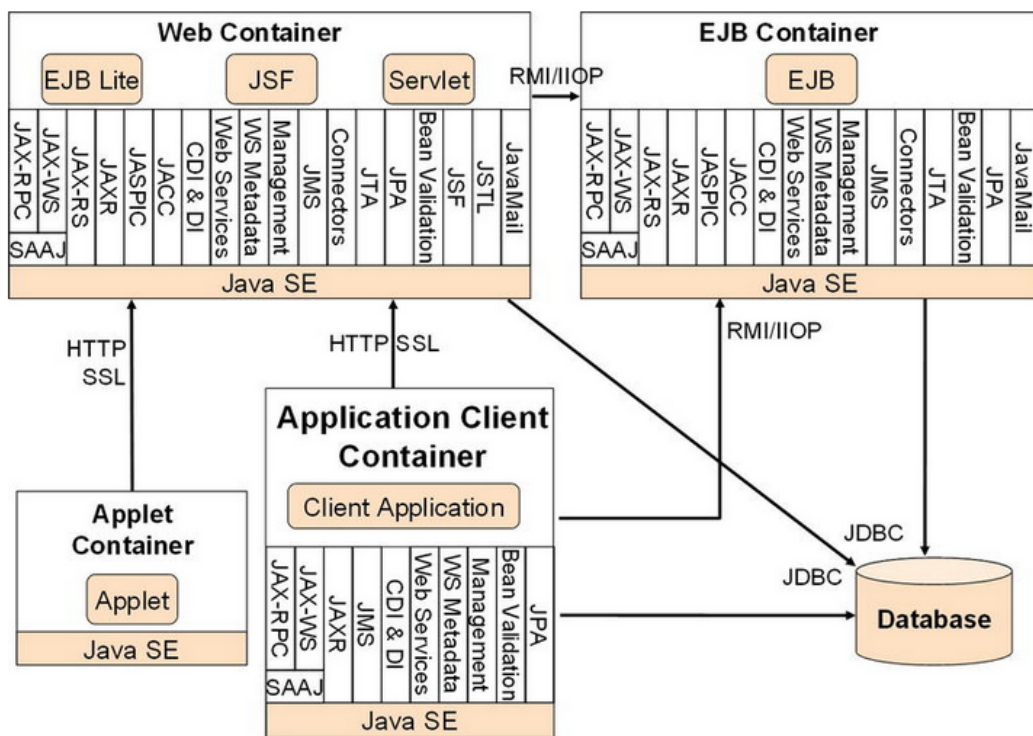 Web Container
EJB Lite
JSF
Servlet
JAX-RPC
JAX-WS
SAAJ
JAX-RS
JAXR
JASPIC
JACC
CDI & DI
Web Services
WS Metadata
Management
JMS
Connectors
JTA
JPA
Bean Validation
JSF
JSTL
JavaMail
Java SE
RMI/IIOP
EJB Container
EJB
JAX-RPC
JAX-WS
SAAJ
JAX-RS
JAXR
JASPIC
JACC
CDI & DI
Web Services
WS Metadata
Management
JMS
Connectors
JTA
Bean Validation
JPA
JavaMail
Java SE
HTTP
SSL
HTTP SSL
RMI/IIOP
Applet
Container
Applet
Java SE
Application Client
Container
Client Application
JAX-RPC
JAX-WS
SAAJ
JAXR
JMS
CDI & DI
Web Services
WS Metadata
Management
Bean Validation
JPA
Java SE
JDBC
JDBC
Database